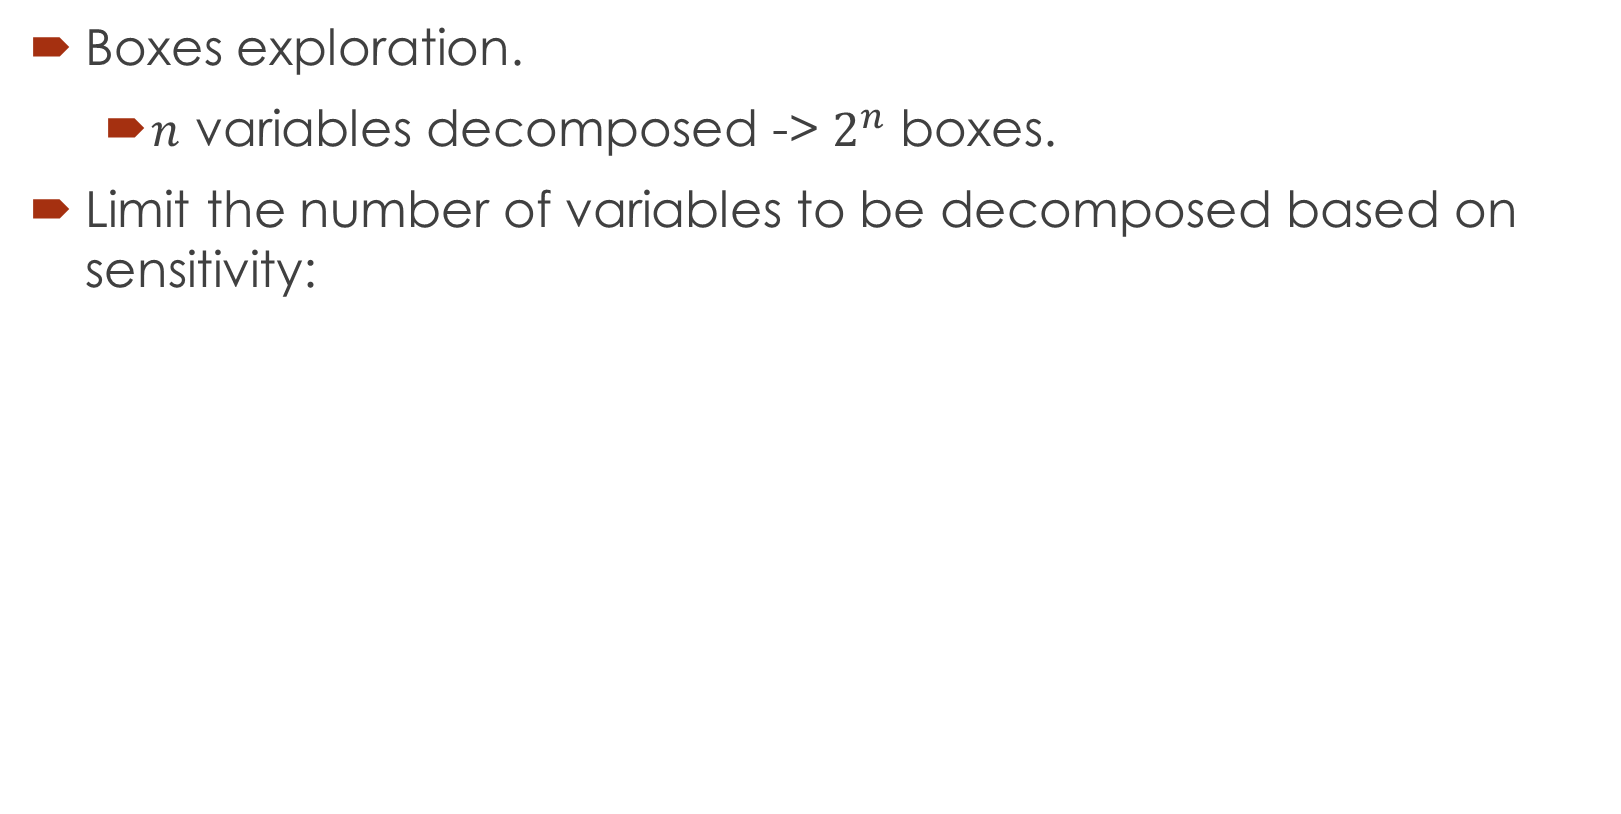 Boxes exploration.
n variables decomposed -> 2ⁿ boxes.
Limit the number of variables to be decomposed based on
sensitivity: